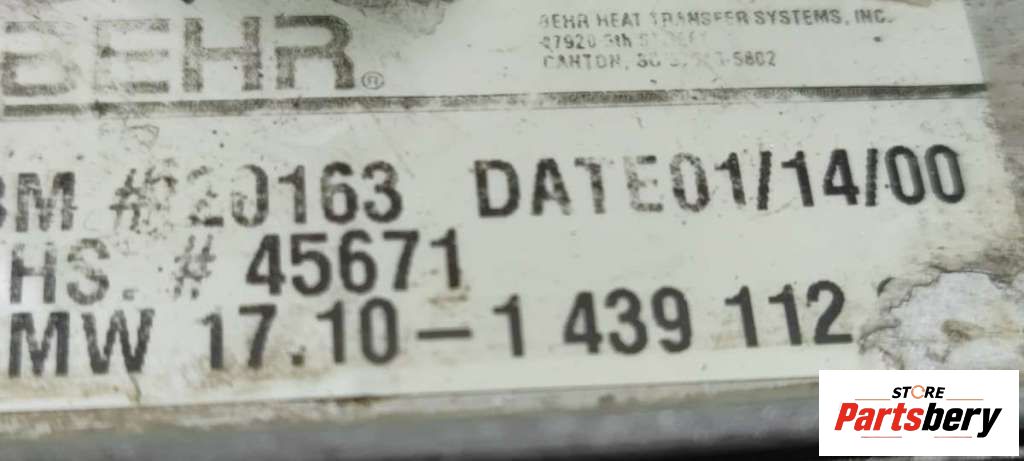 BEHR®
BEHR HEAT TRANSFER SYSTEMS, INC.
CANTON,
#20163 DATE01/14/00
HS. # 45671
MW 17.10-1 439 112
STORE
Partsbery